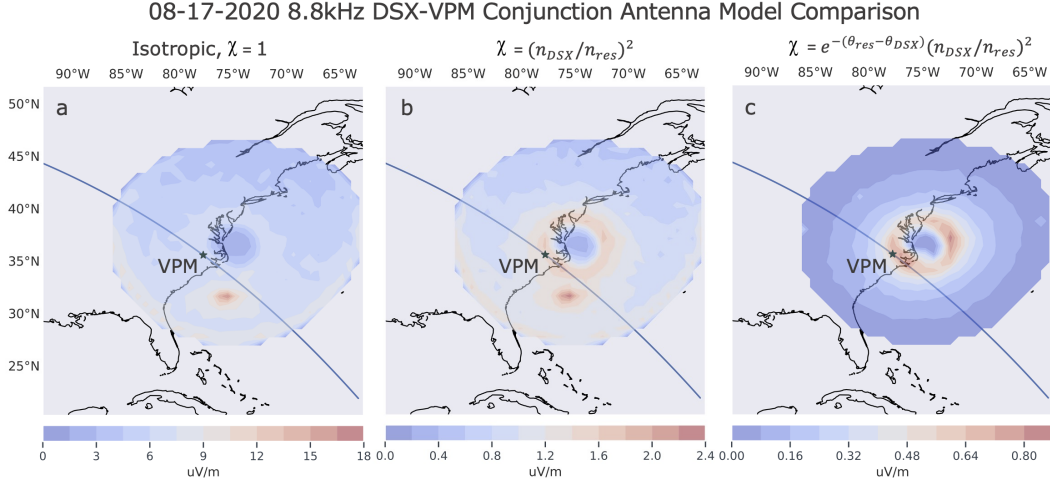 08-17-2020 8.8kHz DSX-VPM Conjunction Antenna Model Comparison
Isotropic, χ = 1
χ = (n_DSX/n_res)²
χ = e^−(θ_res−θ_DSX)(n_DSX/n_res)²
90°W 85°W 80°W 75°W 70°W 65°W
90°W 85°W 80°W 75°W 70°W 65°W
90°W 85°W 80°W 75°W 70°W 65°W
a
b
c
50°N
45°N
40°N
35°N
30°N
25°N
VPM
VPM
VPM
0 3 6 9 12 15 18
0.0 0.4 0.8 1.2 1.6 2.0 2.4
0.00 0.16 0.32 0.48 0.64 0.80
uV/m
uV/m
uV/m